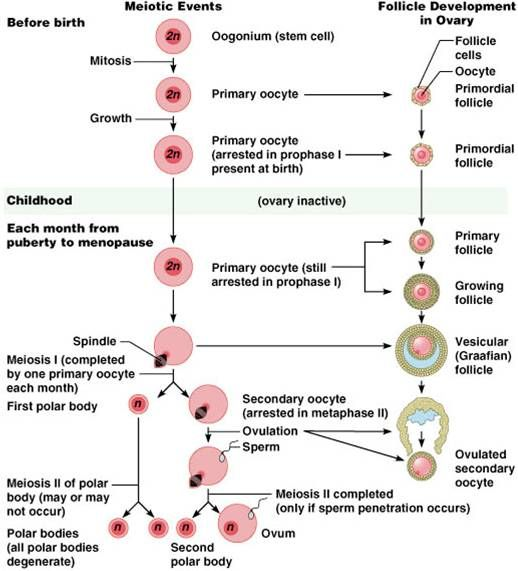 Meiotic Events
Follicle Development
in Ovary
Before birth
2n
Oogonium (stem cell)
Follicle
cells
Mitosis
Oocyte
2n
Primary oocyte
Primordial
follicle
Growth
2n
Primary oocyte
(arrested in prophase I
present at birth)
Primordial
follicle
Childhood
(ovary inactive)
Each month from
puberty to menopause
Primary
follicle
2n
Primary oocyte (still
arrested in prophase I)
Growing
follicle
Spindle
Vesicular
(Graafian)
follicle
Meiosis I (completed
by one primary oocyte
each month)
First polar body
n
Secondary oocyte
(arrested in metaphase II)
Ovulation
Sperm
Ovulated
secondary
oocyte
Meiosis II of polar
body (may or may
not occur)
Meiosis II completed
(only if sperm penetration occurs)
n
n
n
n
Polar bodies
(all polar bodies
degenerate)
Second
polar body
Ovum